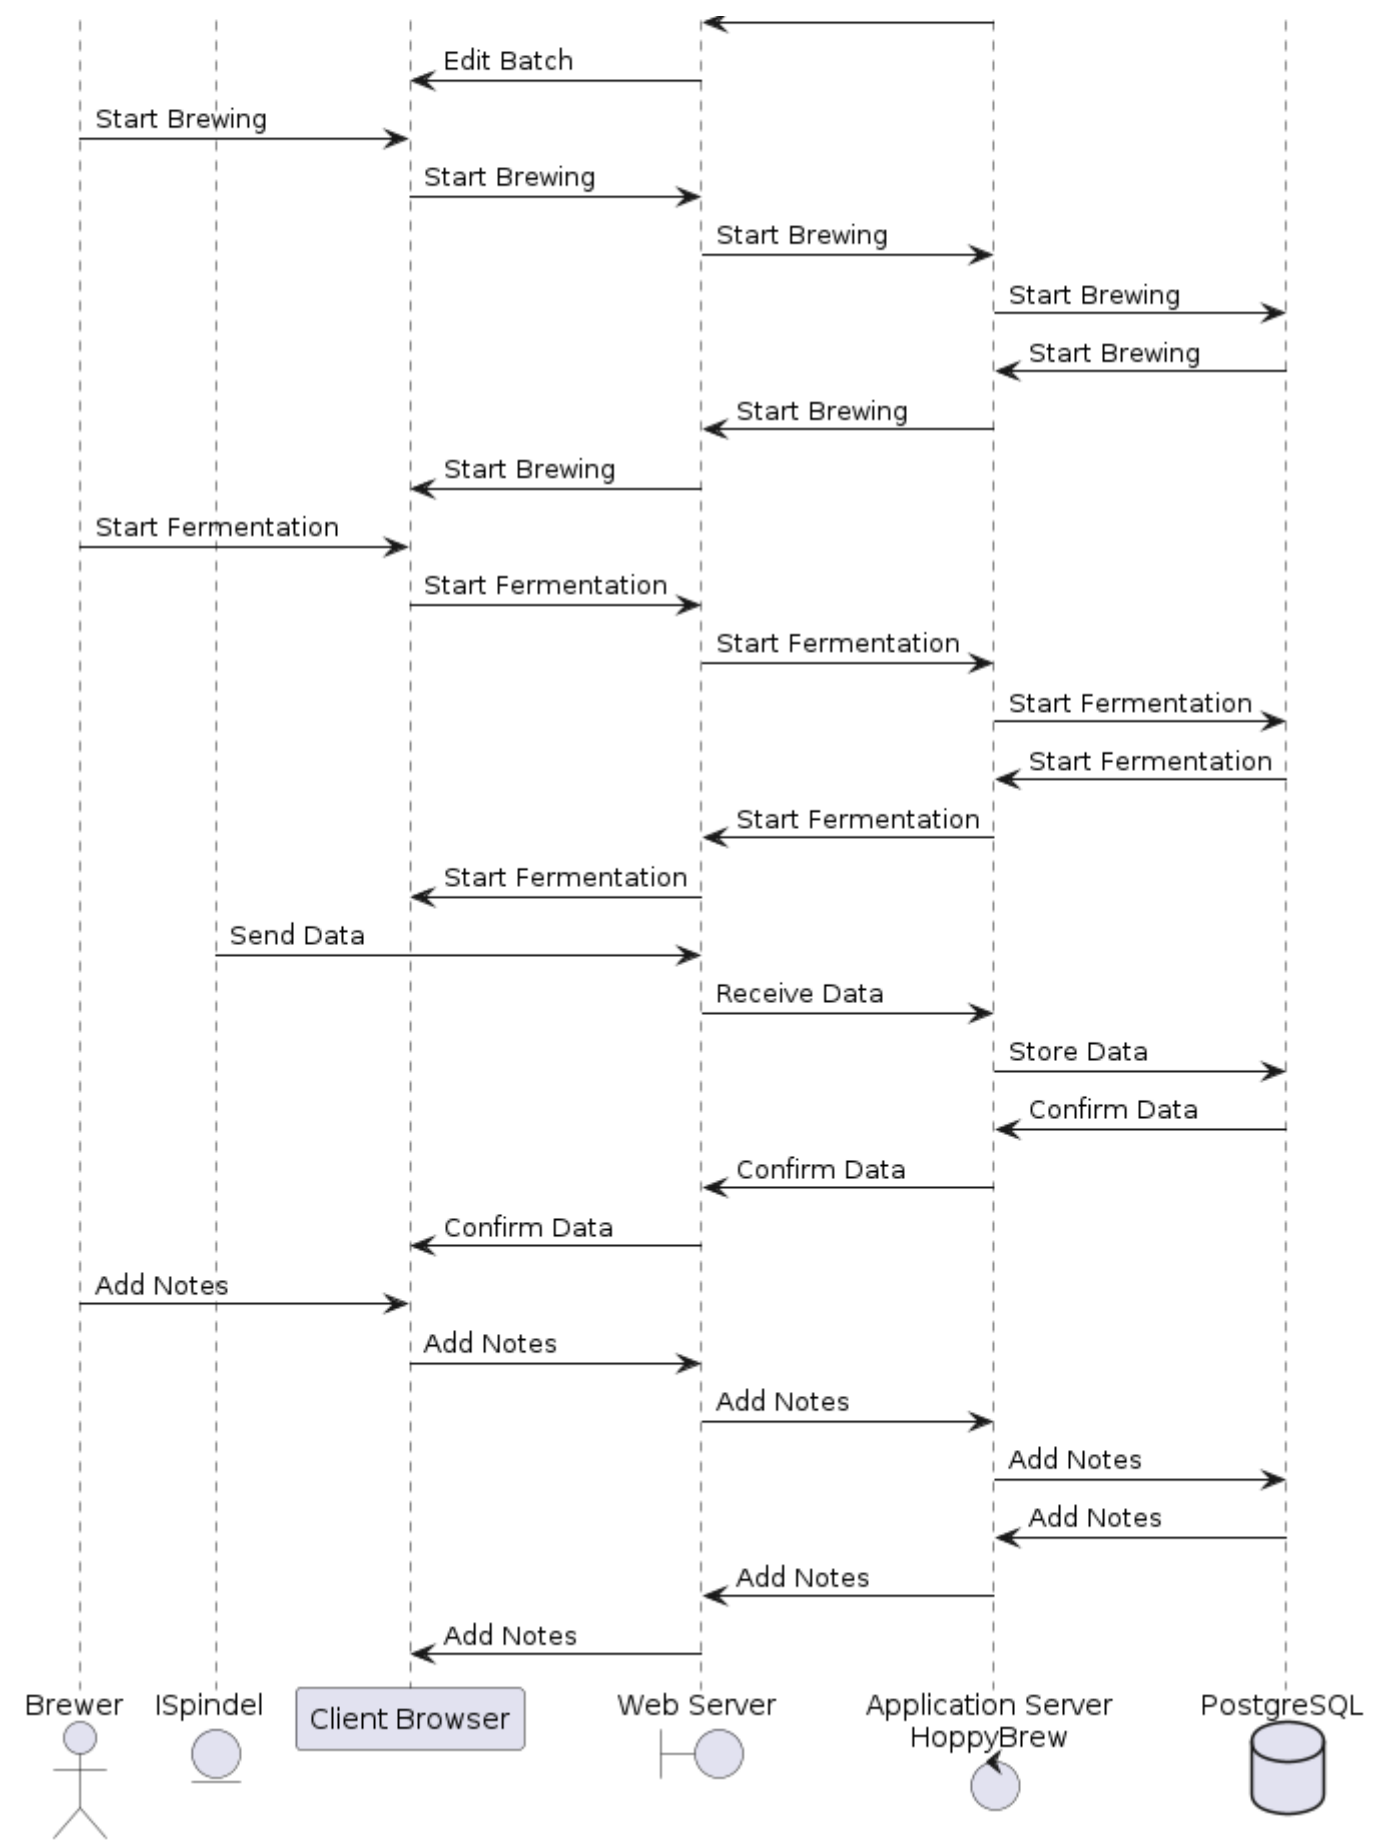 Edit Batch
Start Brewing
Start Brewing
Start Brewing
Start Brewing
Start Brewing
Start Brewing
Start Brewing
Start Fermentation
Start Fermentation
Start Fermentation
Start Fermentation
Start Fermentation
Start Fermentation
Start Fermentation
Send Data
Receive Data
Store Data
Confirm Data
Confirm Data
Confirm Data
Add Notes
Add Notes
Add Notes
Add Notes
Add Notes
Add Notes
Add Notes
Brewer
ISpindel
Client Browser
Web Server
Application Server
HoppyBrew
PostgreSQL